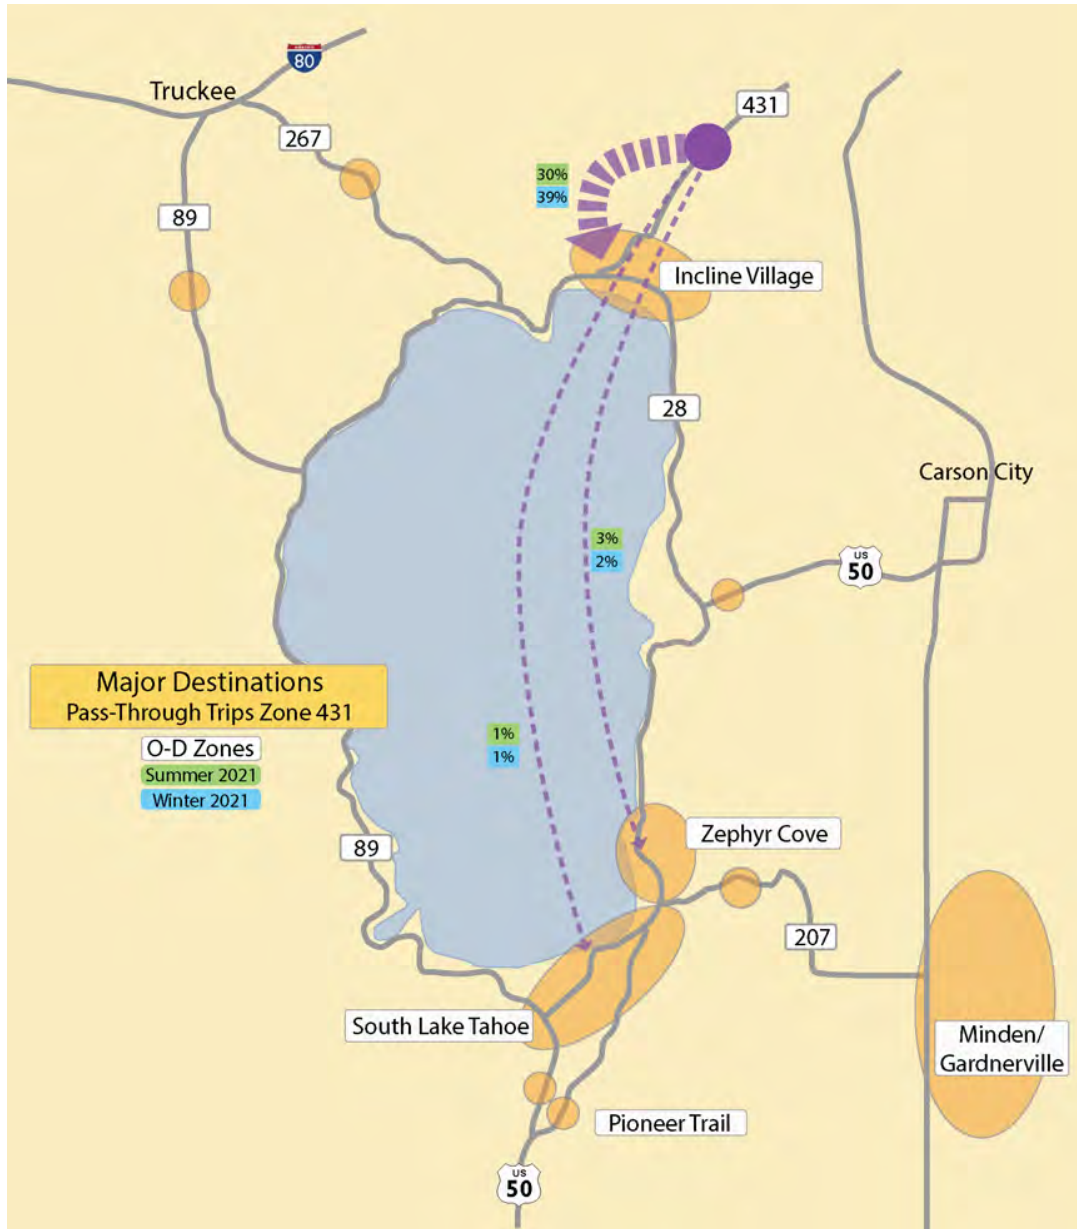 80
Truckee
431
267
30%
39%
89
Incline Village
28
Carson City
3%
2%
US
50
Major Destinations
Pass-Through Trips Zone 431
O-D Zones
Summer 2021
Winter 2021
1%
1%
Zephyr Cove
89
207
South Lake Tahoe
Minden/
Gardnerville
Pioneer Trail
US
50